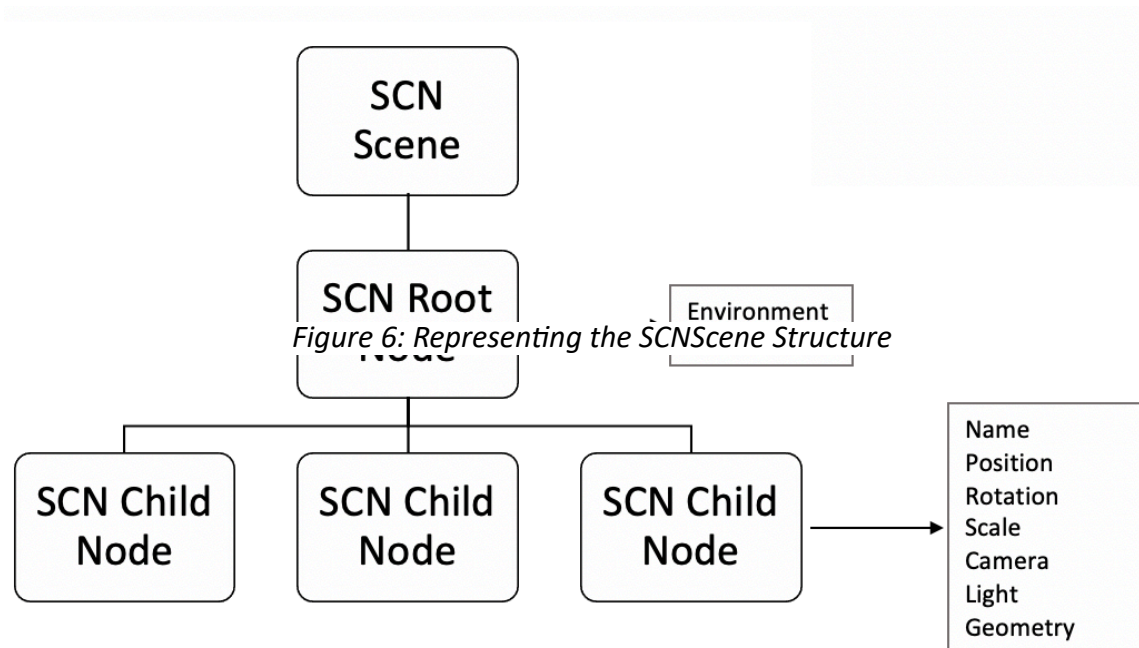 SCN
Scene
SCN Root
Node
Environment
Figure 6: Representing the SCNScene Structure
SCN Child
Node
SCN Child
Node
SCN Child
Node
Name
Position
Rotation
Scale
Camera
Light
Geometry